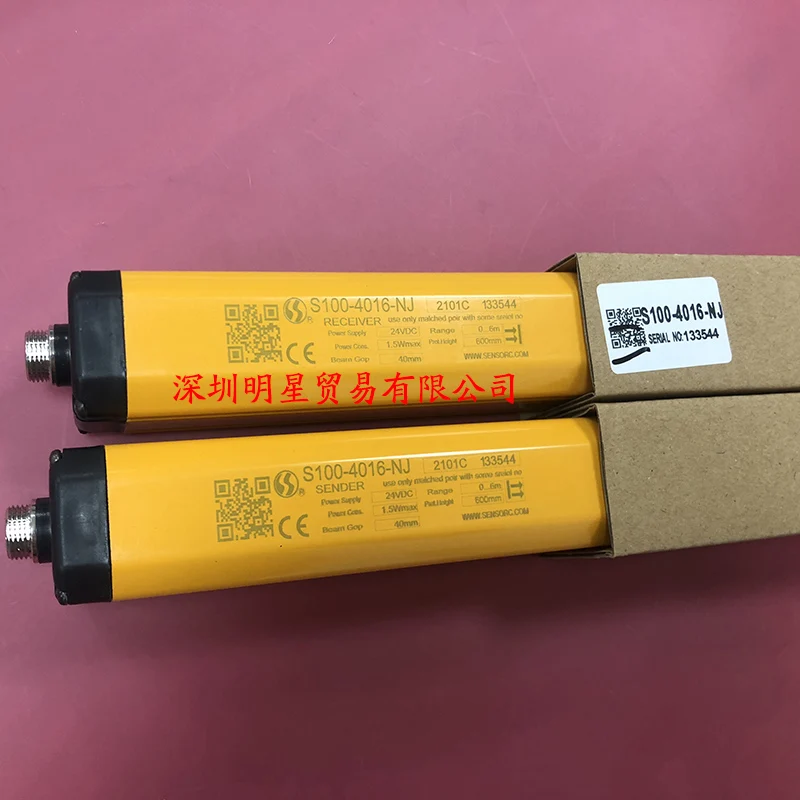 S100-4016-NJ 2101C 133544
RECEIVER use only matched pair with same serial no
Power Supply 24VDC Range 0...6m
Power Cons. 1.5Wmax Prot.Height 600mm
Beam Gap 40mm WWW.SENSORC.COM
CE
深圳明星贸易有限公司
S100-4016-NJ
SERIAL NO:133544
S100-4016-NJ 2101C 133544
SENDER use only matched pair with same serial no
Power Supply 24VDC Range 0...6m
Power Cons. 1.5Wmax Prot.Height 600mm
Beam Gap 40mm WWW.SENSORC.COM
CE